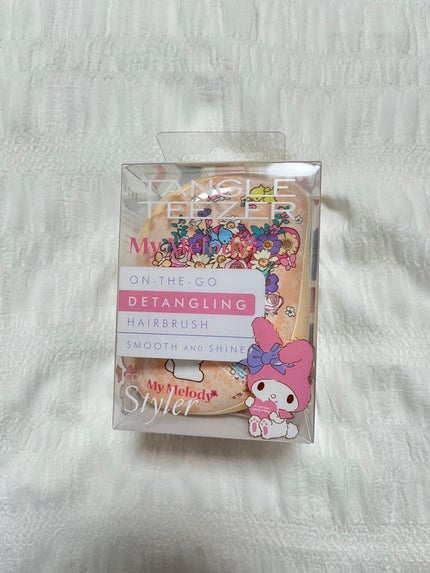 TANGLE
TEEZER
My Melody
ON-THE-GO
DETANGLING
HAIRBRUSH
SMOOTH AND SHINE
My Melody
Styler